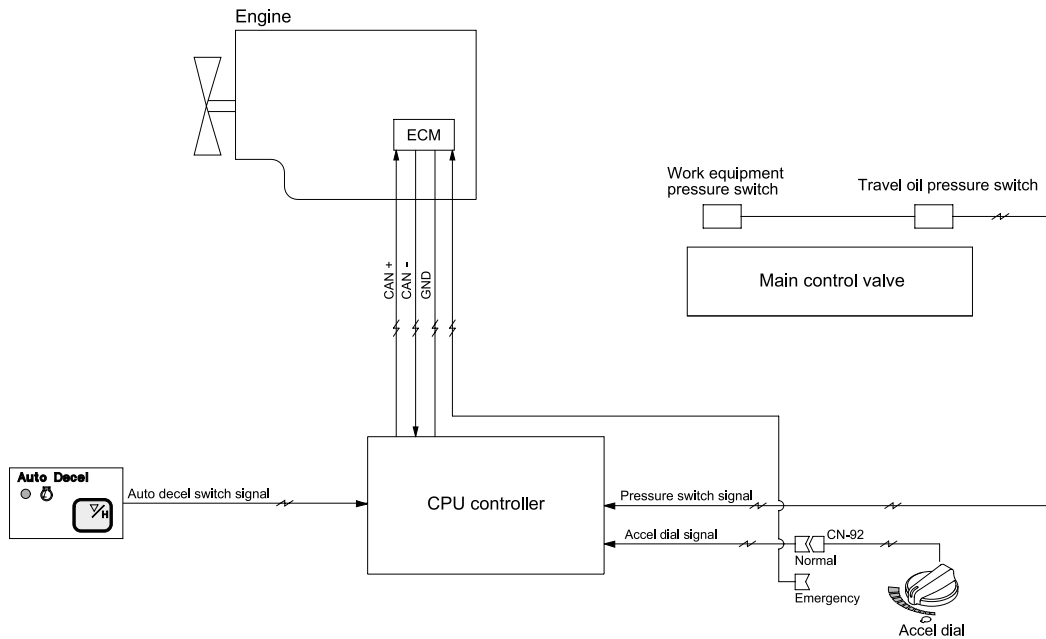 Engine
ECM
Work equipment
pressure switch
Travel oil pressure switch
CAN +
CAN -
GND
Main control valve
Auto Decel
H
Auto decel switch signal
CPU controller
Pressure switch signal
Accel dial signal
CN-92
Normal
Emergency
Accel dial